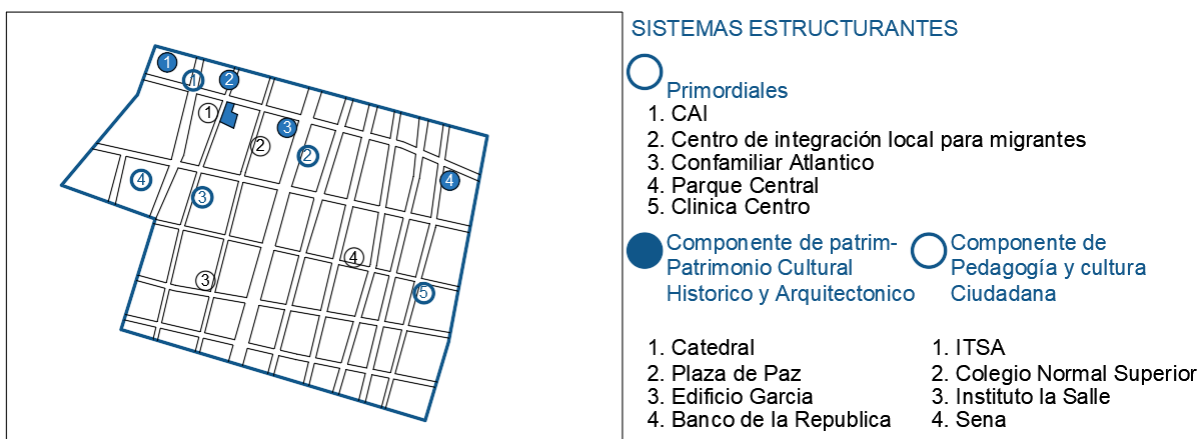 1
1
2
1
3
2
2
4
4
3
4
3
5
SISTEMAS ESTRUCTURANTES
Primordiales
1. CAI
2. Centro de integración local para migrantes
3. Confamiliar Atlantico
4. Parque Central
5. Clinica Centro
Componente de patrim-
Patrimonio Cultural
Historico y Arquitectonico
1. Catedral
2. Plaza de Paz
3. Edificio Garcia
4. Banco de la Republica
Componente de
Pedagogía y cultura
Ciudadana
1. ITSA
2. Colegio Normal Superior
3. Instituto la Salle
4. Sena